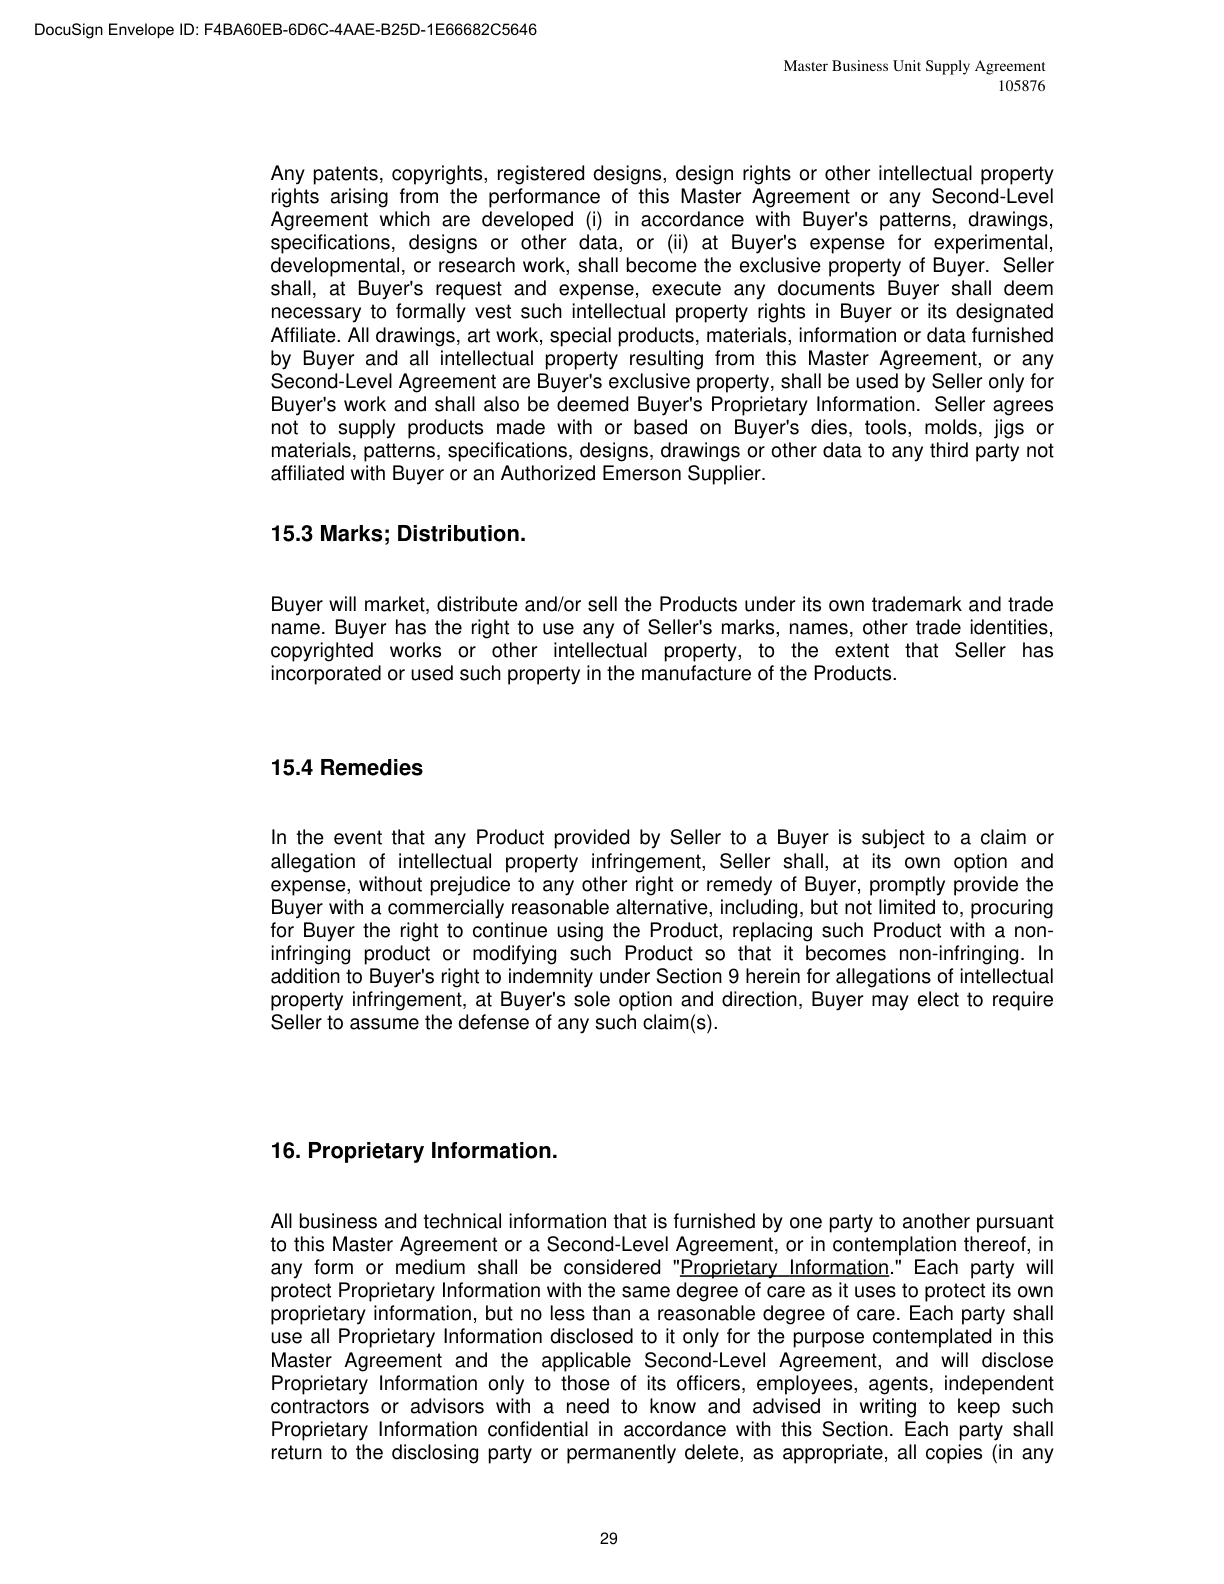 DocuSign Envelope ID: F4BA60EB-6D6C-4AAE-B25D-1E66682C5646
Master Business Unit Supply Agreement
105876
Any patents, copyrights, registered designs, design rights or other intellectual property
rights arising from the performance of this Master Agreement or any Second-Level
Agreement which are developed (i) in accordance with Buyer's patterns, drawings,
specifications, designs or other data, or (ii) at Buyer's expense for experimental,
developmental, or research work, shall become the exclusive property of Buyer. Seller
shall, at Buyer's request and expense, execute any documents Buyer shall deem
necessary to formally vest such intellectual property rights in Buyer or its designated
Affiliate. All drawings, art work, special products, materials, information or data furnished
by Buyer and all intellectual property resulting from this Master Agreement, or any
Second-Level Agreement are Buyer's exclusive property, shall be used by Seller only for
Buyer's work and shall also be deemed Buyer's Proprietary Information. Seller agrees
not to supply products made with or based on Buyer's dies, tools, molds, jigs or
materials, patterns, specifications, designs, drawings or other data to any third party not
affiliated with Buyer or an Authorized Emerson Supplier.
15.3 Marks; Distribution.
Buyer will market, distribute and/or sell the Products under its own trademark and trade
name. Buyer has the right to use any of Seller's marks, names, other trade identities,
copyrighted works or other intellectual property, to the extent that Seller has
incorporated or used such property in the manufacture of the Products.
15.4 Remedies
In the event that any Product provided by Seller to a Buyer is subject to a claim or
allegation of intellectual property infringement, Seller shall, at its own option and
expense, without prejudice to any other right or remedy of Buyer, promptly provide the
Buyer with a commercially reasonable alternative, including, but not limited to, procuring
for Buyer the right to continue using the Product, replacing such Product with a non-
infringing product or modifying such Product so that it becomes non-infringing. In
addition to Buyer's right to indemnity under Section 9 herein for allegations of intellectual
property infringement, at Buyer's sole option and direction, Buyer may elect to require
Seller to assume the defense of any such claim(s).
16. Proprietary Information.
All business and technical information that is furnished by one party to another pursuant
to this Master Agreement or a Second-Level Agreement, or in contemplation thereof, in
any form or medium shall be considered "Proprietary Information." Each party will
protect Proprietary Information with the same degree of care as it uses to protect its own
proprietary information, but no less than a reasonable degree of care. Each party shall
use all Proprietary Information disclosed to it only for the purpose contemplated in this
Master Agreement and the applicable Second-Level Agreement, and will disclose
Proprietary Information only to those of its officers, employees, agents, independent
contractors or advisors with a need to know and advised in writing to keep such
Proprietary Information confidential in accordance with this Section. Each party shall
return to the disclosing party or permanently delete, as appropriate, all copies (in any
29